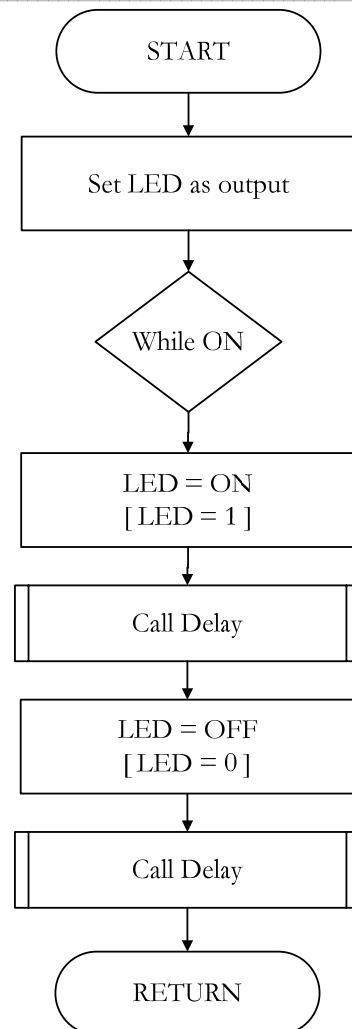 START
Set LED as output
While ON
LED = ON
[ LED = 1 ]
Call Delay
LED = OFF
[ LED = 0 ]
Call Delay
RETURN